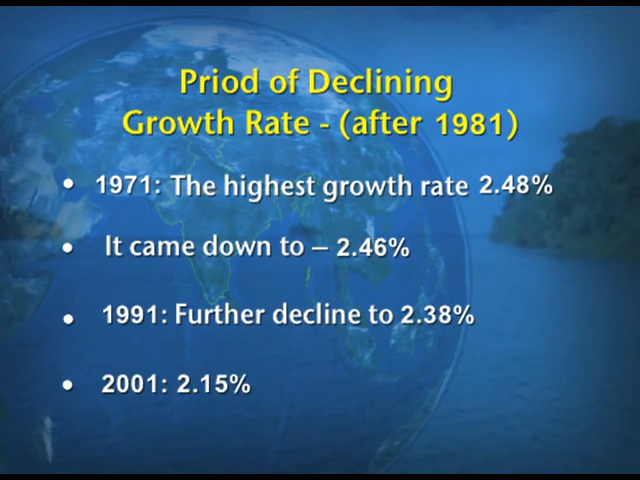 Priod of Declining
Growth Rate - (after 1981)
• 1971: The highest growth rate 2.48%
• It came down to – 2.46%
• 1991: Further decline to 2.38%
• 2001: 2.15%